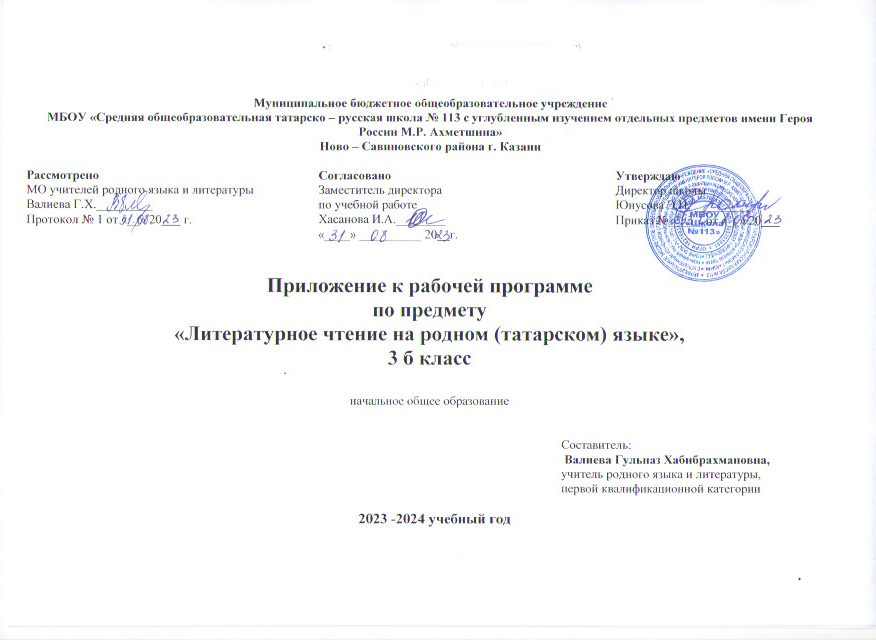 Муниципальное бюджетное общеобразовательное учреждение
МБОУ «Средняя общеобразовательная татарско – русская школа № 113 с углубленным изучением отдельных предметов имени Героя
России М.Р. Ахметшина»
Ново – Савиновского района г. Казани
Рассмотрено
МО учителей родного языка и литературы
Валиева Г.Х.
Протокол № 1 от 31.08 2023 г.
Согласовано
Заместитель директора
по учебной работе
Хасанова И.А.
«31» 08 2023г.
Утверждаю
Директор школы
Юнусова
Приказ № 2023
МБОУ
№113»
Приложение к рабочей программе
по предмету
«Литературное чтение на родном (татарском) языке»,
3 б класс
начальное общее образование
Составитель:
Валиева Гульназ Хабибрахмановна,
учитель родного языка и литературы,
первой квалификационной категории
2023 -2024 учебный год